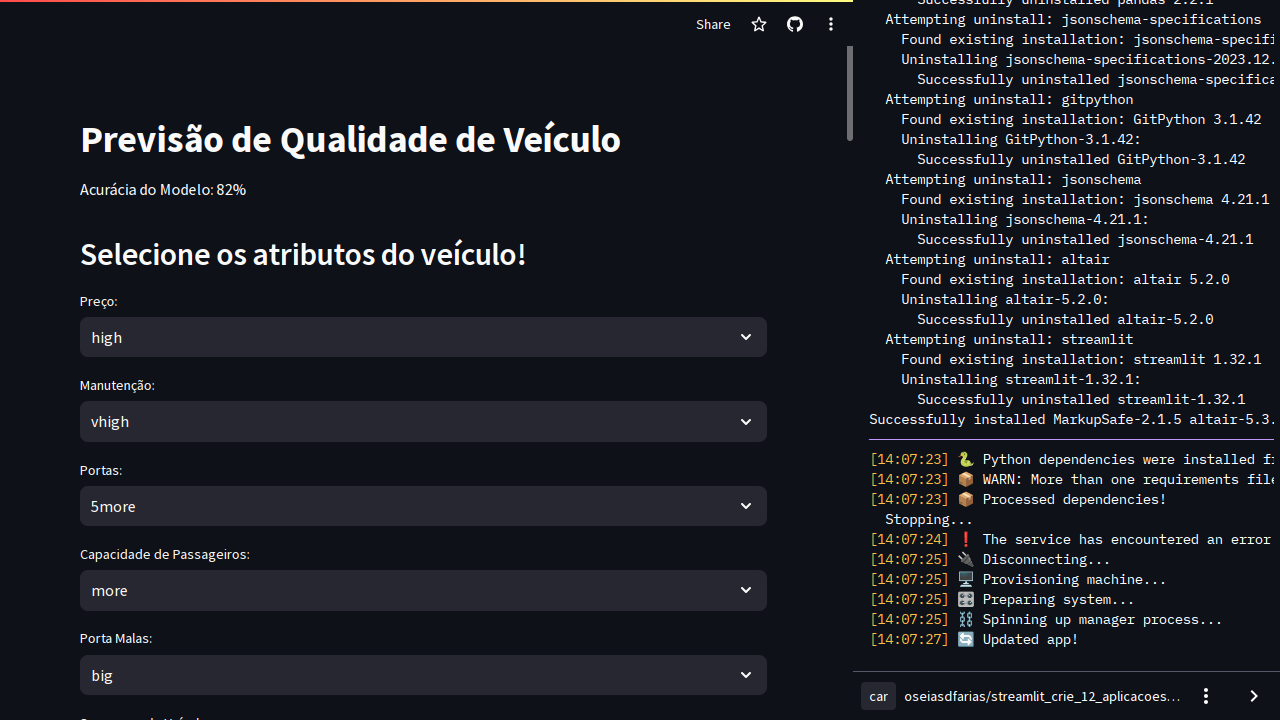 Share
Previsão de Qualidade de Veículo
Acurácia do Modelo: 82%
Selecione os atributos do veículo!
Preço:
high
Manutenção:
vhigh
Portas:
5more
Capacidade de Passageiros:
more
Porta Malas:
big
Attempting uninstall: jsonschema-specifications
Found existing installation: jsonschema-specifi
Uninstalling jsonschema-specifications-2023.12.
Successfully uninstalled jsonschema-specifica
Attempting uninstall: gitpython
Found existing installation: GitPython 3.1.42
Uninstalling GitPython-3.1.42:
Successfully uninstalled GitPython-3.1.42
Attempting uninstall: jsonschema
Found existing installation: jsonschema 4.21.1
Uninstalling jsonschema-4.21.1:
Successfully uninstalled jsonschema-4.21.1
Attempting uninstall: altair
Found existing installation: altair 5.2.0
Uninstalling altair-5.2.0:
Successfully uninstalled altair-5.2.0
Attempting uninstall: streamlit
Found existing installation: streamlit 1.32.1
Uninstalling streamlit-1.32.1:
Successfully uninstalled streamlit-1.32.1
Successfully installed MarkupSafe-2.1.5 altair-5.3.
[14:07:23] 🐍 Python dependencies were installed f
[14:07:23] 📦 WARN: More than one requirements file
[14:07:23] 📦 Processed dependencies!
Stopping...
[14:07:24] ❗ The service has encountered an error
[14:07:25] 🔌 Disconnecting...
[14:07:25] 🖥️ Provisioning machine...
[14:07:25] 🎛️ Preparing system...
[14:07:25] ⛓️ Spinning up manager process...
[14:07:27] 🔄 Updated app!
car oseiasdfarias/streamlit_crie_12_aplicacoes...